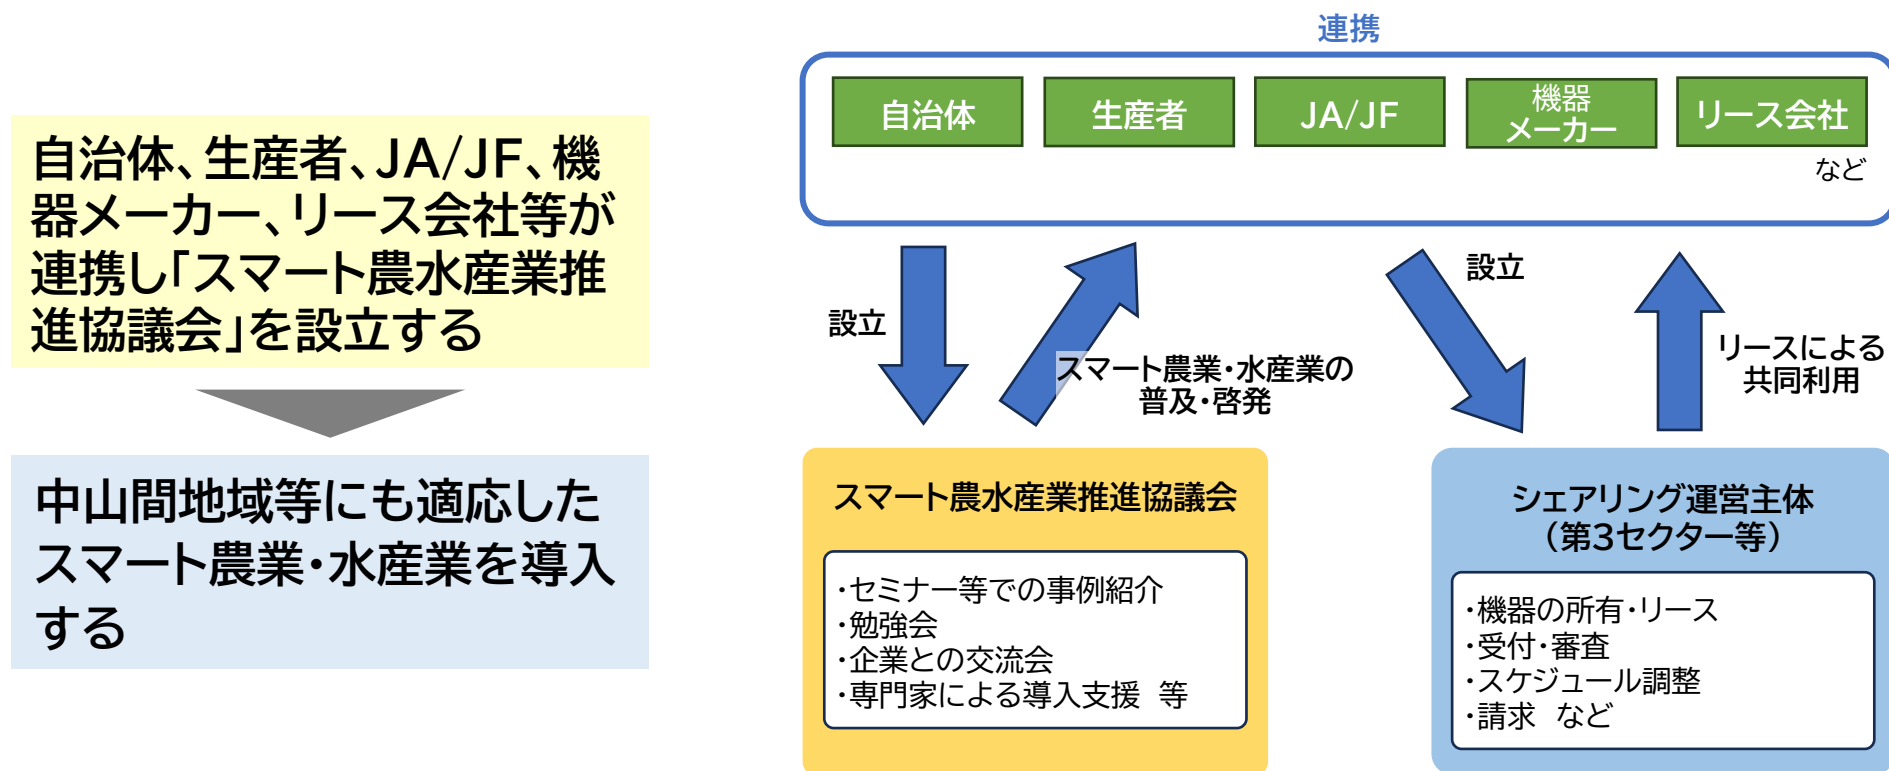 自治体、生産者、JA/JF、機
器メーカー、リース会社等が
連携し「スマート農水産業推
進協議会」を設立する
中山間地域等にも適応した
スマート農業・水産業を導入
する
連携
自治体
生産者
JA/JF
機器
メーカー
リース会社
など
設立
スマート農業・水産業の
普及・啓発
設立
リースによる
共同利用
スマート農水産業推進協議会
・セミナー等での事例紹介
・勉強会
・企業との交流会
・専門家による導入支援 等
シェアリング運営主体
（第3セクター等）
・機器の所有・リース
・受付・審査
・スケジュール調整
・請求 など